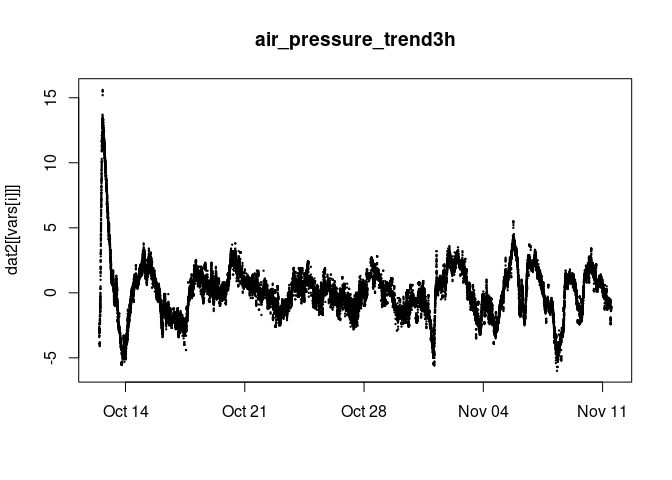 air_pressure_trend3h
dat2[[vars[i]]]
15
10
5
0
-5
Oct 14
Oct 21
Oct 28
Nov 04
Nov 11